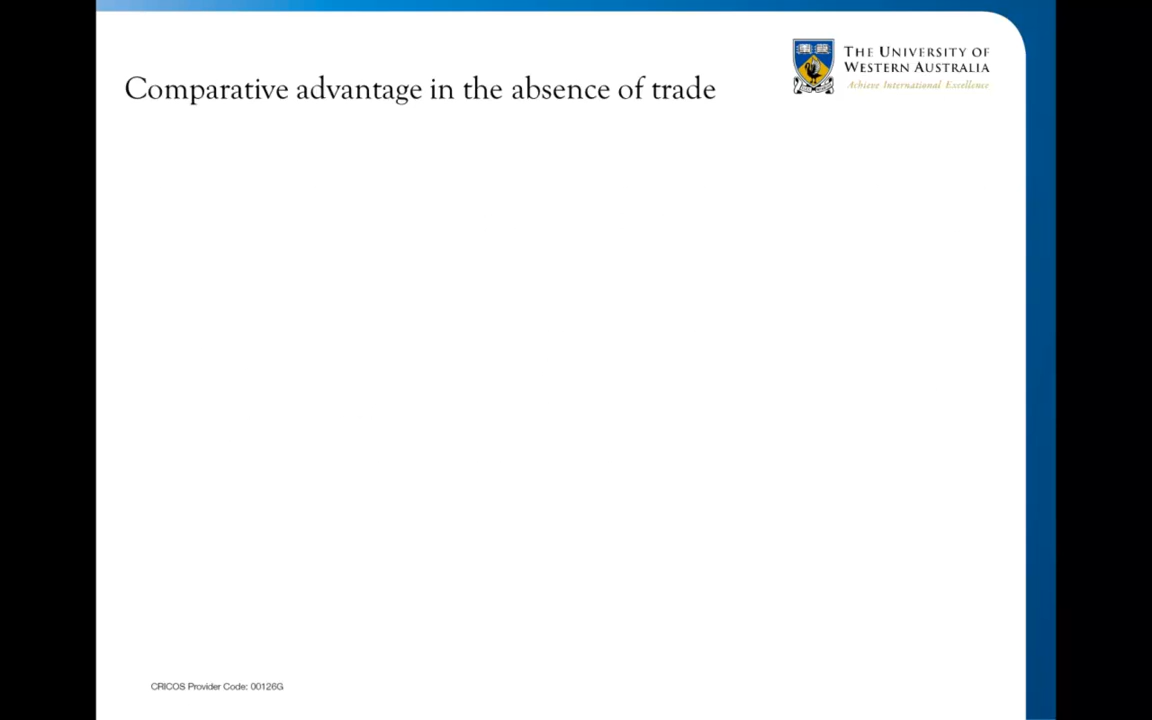 Comparative advantage in the absence of trade
THE UNIVERSITY OF
WESTERN AUSTRALIA
Achieve International Excellence
CRICOS Provider Code: 00126G